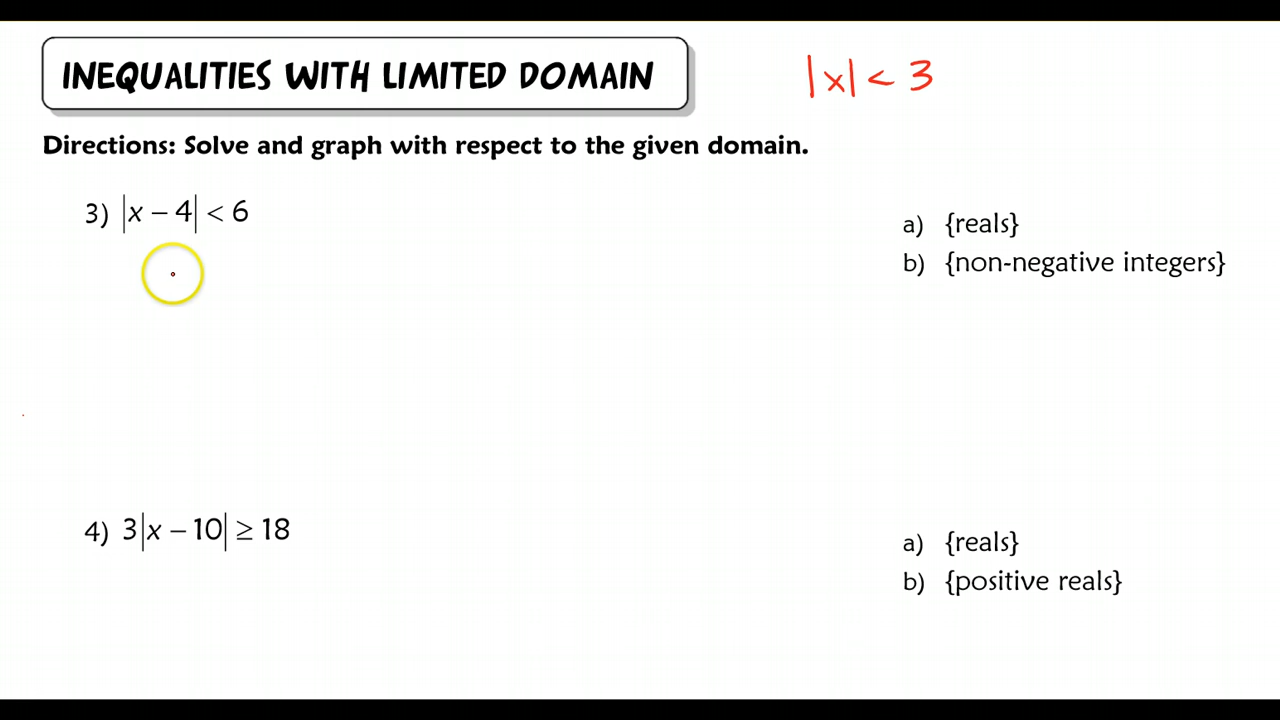 INEQUALITIES WITH LIMITED DOMAIN
|x| < 3
Directions: Solve and graph with respect to the given domain.
3) |x – 4| < 6
a) {reals}
b) {non-negative integers}
4) 3|x – 10| ≥ 18
a) {reals}
b) {positive reals}